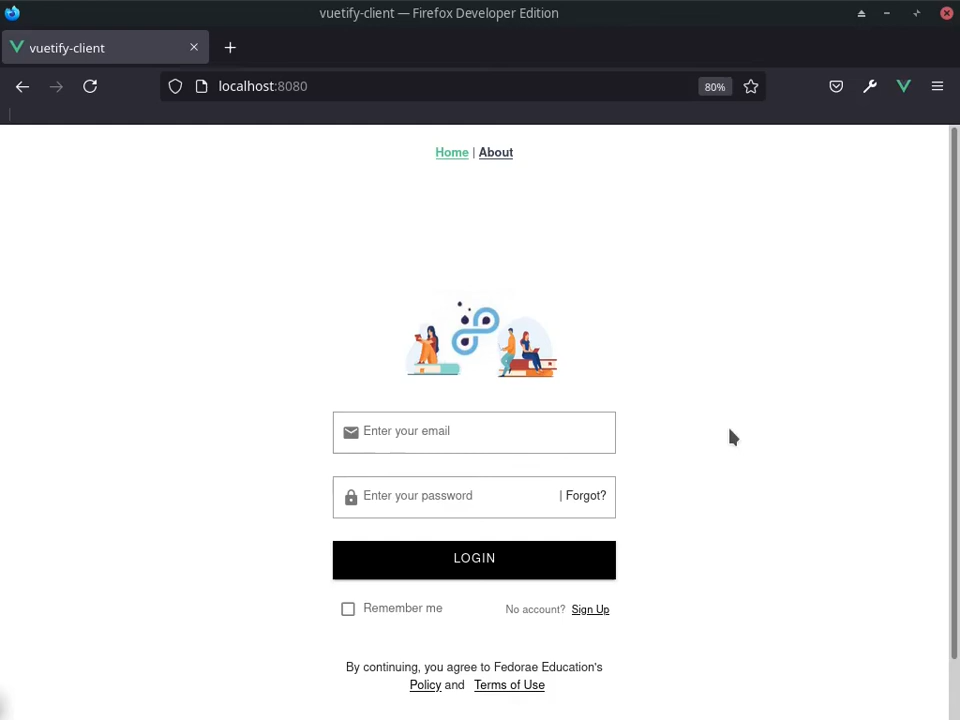 vuetify-client — Firefox Developer Edition
vuetify-client
localhost:8080
80%
Home | About
Enter your email
Enter your password | Forgot?
LOGIN
Remember me No account? Sign Up
By continuing, you agree to Fedorae Education's
Policy and Terms of Use